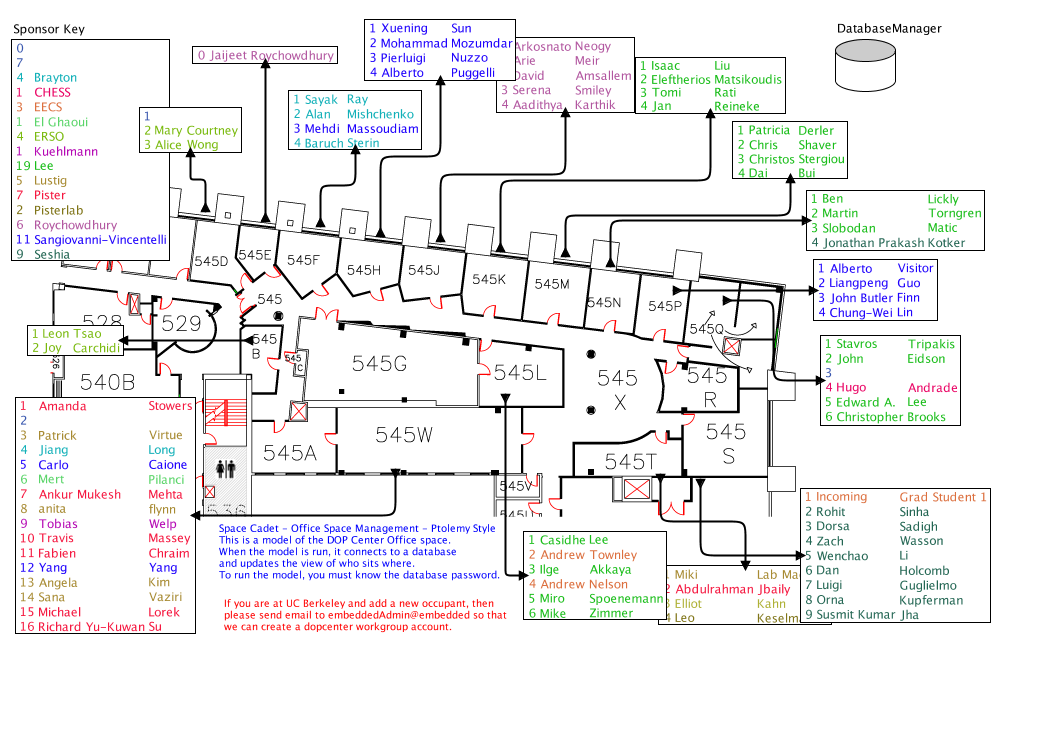 Sponsor Key
0
7
4 Brayton
1 CHESS
3 EECS
1 El Ghaoui
4 ERSO
1 Kuehlmann
19 Lee
5 Lustig
7 Pister
2 Pisterlab
6 Roychowdhury
11 Sangiovanni-Vincentelli
9 Seshia
1
2 Mary Courtney
3 Alice Wong
0 Jaijeet Roychowdhury
1 Sayak Ray
2 Alan Mishchenko
3 Mehdi Massoudiam
4 Baruch Sterin
1 Xuening Sun
2 Mohammad Mozumdar
3 Pierluigi Nuzzo
4 Alberto Puggelli
Arkosnato Neogy
Arie Meir
David Amsallem
3 Serena Smiley
4 Aadithya Karthik
1 Isaac Liu
2 Eleftherios Matsikoudis
3 Tomi Rati
4 Jan Reineke
DatabaseManager
1 Patricia Derler
2 Chris Shaver
3 Christos Stergiou
4 Dai Bui
1 Ben Lickly
2 Martin Torngren
3 Slobodan Matic
4 Jonathan Prakash Kotker
1 Alberto Visitor
2 Liangpeng Guo
3 John Butler Finn
4 Chung-Wei Lin
1 Stavros Tripakis
2 John Eidson
3
4 Hugo Andrade
5 Edward A. Lee
6 Christopher Brooks
545D
545E
545F
545H
545J
545K
545M
545N
545P
545Q
545
528
529
545
B
545
C
545G
545L
545
X
545
R
545
S
540B
545A
545W
545T
545V
1 Leon Tsao
2 Joy Carchidi
1 Amanda Stowers
2
3 Patrick Virtue
4 Jiang Long
5 Carlo Caione
6 Mert Pilanci
7 Ankur Mukesh Mehta
8 anita flynn
9 Tobias Welp
10 Travis Massey
11 Fabien Chraim
12 Yang Yang
13 Angela Kim
14 Sana Vaziri
15 Michael Lorek
16 Richard Yu-Kuwan Su
Space Cadet - Office Space Management - Ptolemy Style
This is a model of the DOP Center Office space.
When the model is run, it connects to a database
and updates the view of who sits where.
To run the model, you must know the database password.
If you are at UC Berkeley and add a new occupant, then
please send email to embeddedAdmin@embedded so that
we can create a dopcenter workgroup account.
1 Casidhe Lee
2 Andrew Townley
3 Ilge Akkaya
4 Andrew Nelson
5 Miro Spoenemann
6 Mike Zimmer
1 Miki Lab Ma
2 Abdulrahman Jbaily
3 Elliot Kahn
4 Leo Keselm
1 Incoming Grad Student 1
2 Rohit Sinha
3 Dorsa Sadigh
4 Zach Wasson
5 Wenchao Li
6 Dan Holcomb
7 Luigi Guglielmo
8 Orna Kupferman
9 Susmit Kumar Jha